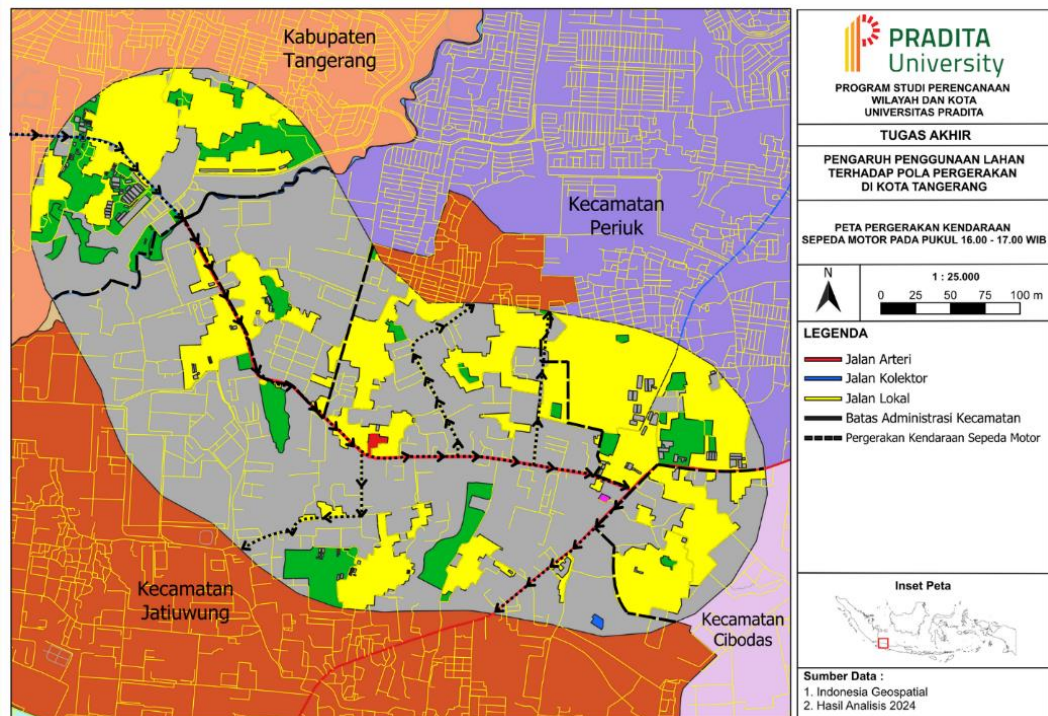 Kabupaten
Tangerang
Kecamatan
Periuk
Kecamatan
Jatiuwung
Kecamatan
Cibodas
PRADITA
University
PROGRAM STUDI PERENCANAAN
WILAYAH DAN KOTA
UNIVERSITAS PRADITA
TUGAS AKHIR
PENGARUH PENGGUNAAN LAHAN
TERHADAP POLA PERGERAKAN
DI KOTA TANGERANG
PETA PERGERAKAN KENDARAAN
SEPEDA MOTOR PADA PUKUL 16.00 - 17.00 WIB
N
1 : 25.000
0 25 50 75 100 m
LEGENDA
Jalan Arteri
Jalan Kolektor
Jalan Lokal
Batas Administrasi Kecamatan
Pergerakan Kendaraan Sepeda Motor
Inset Peta
Sumber Data :
1. Indonesia Geospatial
2. Hasil Analisis 2024